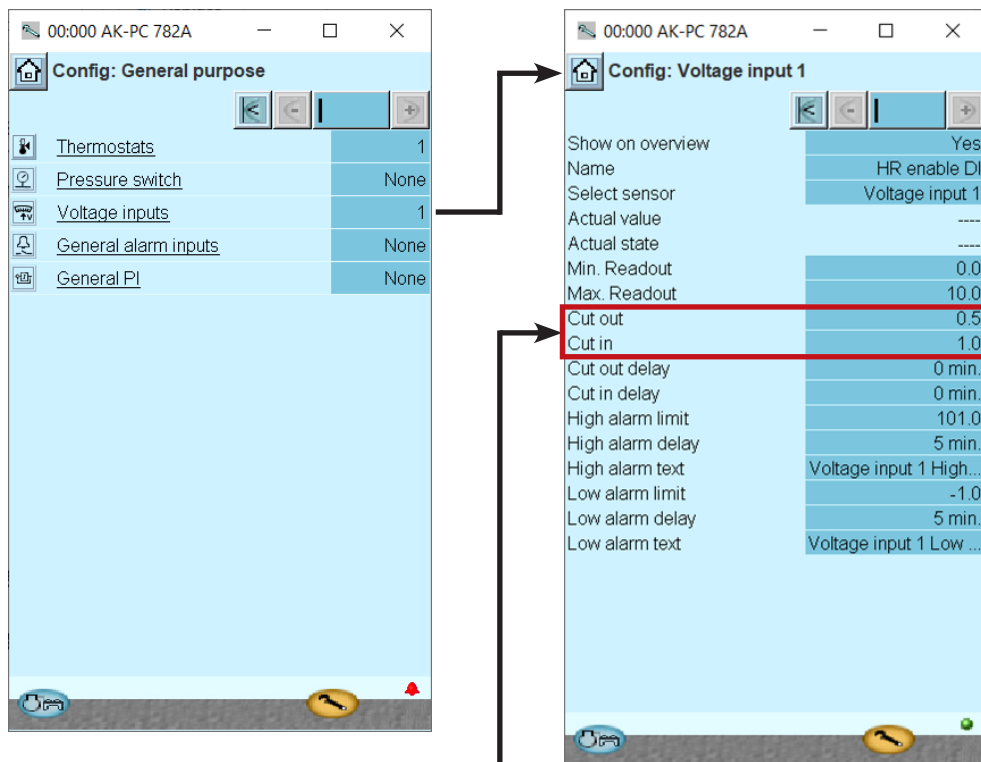 00:000 AK-PC 782A
Config: General purpose
Thermostats 1
Pressure switch None
Voltage inputs 1
General alarm inputs None
General PI None
00:000 AK-PC 782A
Config: Voltage input 1
Show on overview Yes
Name HR enable DI
Select sensor Voltage input 1
Actual value ----
Actual state ----
Min. Readout 0.0
Max. Readout 10.0
Cut out 0.5
Cut in 1.0
Cut out delay 0 min.
Cut in delay 0 min.
High alarm limit 101.0
High alarm delay 5 min.
High alarm text Voltage input 1 High...
Low alarm limit -1.0
Low alarm delay 5 min.
Low alarm text Voltage input 1 Low ...